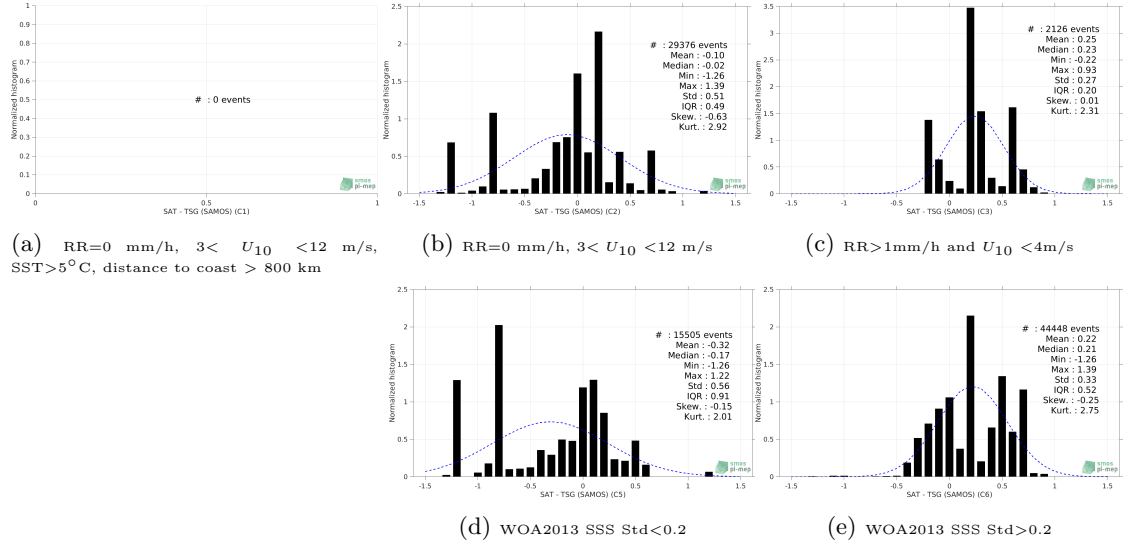 1
0.9
0.8
0.7
0.6
0.5
0.4
0.3
0.2
0.1
0
Normalized histogram
# : 0 events
smos
pi-mep
0 0.5 1
SAT - TSG (SAMOS) (C1)
(a) RR=0 mm/h, 3< U10 <12 m/s,
SST>5°C, distance to coast > 800 km
2.5
2
1.5
1
0.5
0
Normalized histogram
# : 29376 events
Mean : -0.10
Median : -0.02
Min : -1.26
Max : 1.39
Std : 0.51
IQR : 0.49
Skew. : -0.63
Kurt. : 2.92
smos
pi-mep
-1.5 -1 -0.5 0 0.5 1 1.5
SAT - TSG (SAMOS) (C2)
(b) RR=0 mm/h, 3< U10 <12 m/s
3.5
3
2.5
2
1.5
1
0.5
0
Normalized histogram
# : 2126 events
Mean : 0.25
Median : 0.23
Min : -0.22
Max : 0.93
Std : 0.27
IQR : 0.20
Skew. : 0.01
Kurt. : 2.31
smos
pi-mep
-1.5 -1 -0.5 0 0.5 1 1.5
SAT - TSG (SAMOS) (C3)
(c) RR>1mm/h and U10 <4m/s
2.5
2
1.5
1
0.5
0
Normalized histogram
# : 15505 events
Mean : -0.32
Median : -0.17
Min : -1.26
Max : 1.22
Std : 0.56
IQR : 0.91
Skew. : -0.15
Kurt. : 2.01
smos
pi-mep
-1.5 -1 -0.5 0 0.5 1 1.5
SAT - TSG (SAMOS) (C5)
(d) WOA2013 SSS Std<0.2
2.5
2
1.5
1
0.5
0
Normalized histogram
# : 44448 events
Mean : 0.22
Median : 0.21
Min : -1.26
Max : 1.39
Std : 0.33
IQR : 0.52
Skew. : -0.25
Kurt. : 2.75
smos
pi-mep
-1.5 -1 -0.5 0 0.5 1 1.5
SAT - TSG (SAMOS) (C6)
(e) WOA2013 SSS Std>0.2